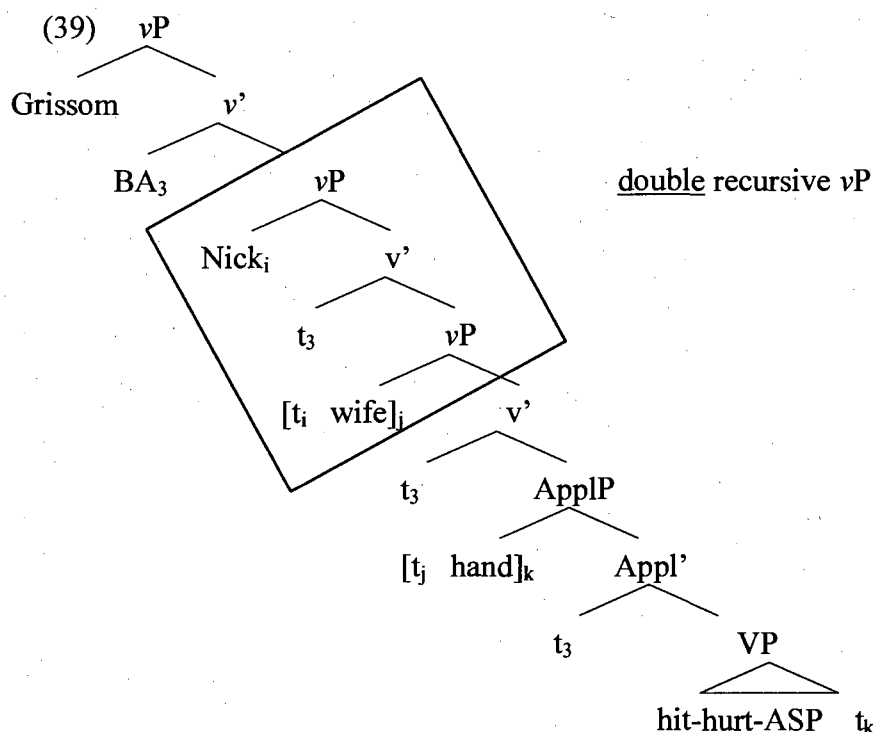 (39) vP
Grissom v'
BA₃ vP double recursive vP
Nickᵢ v'
t₃ vP
[tᵢ wife]ⱼ v'
t₃ ApplP
[tⱼ hand]ₖ Appl'
t₃ VP
hit-hurt-ASP tₖ